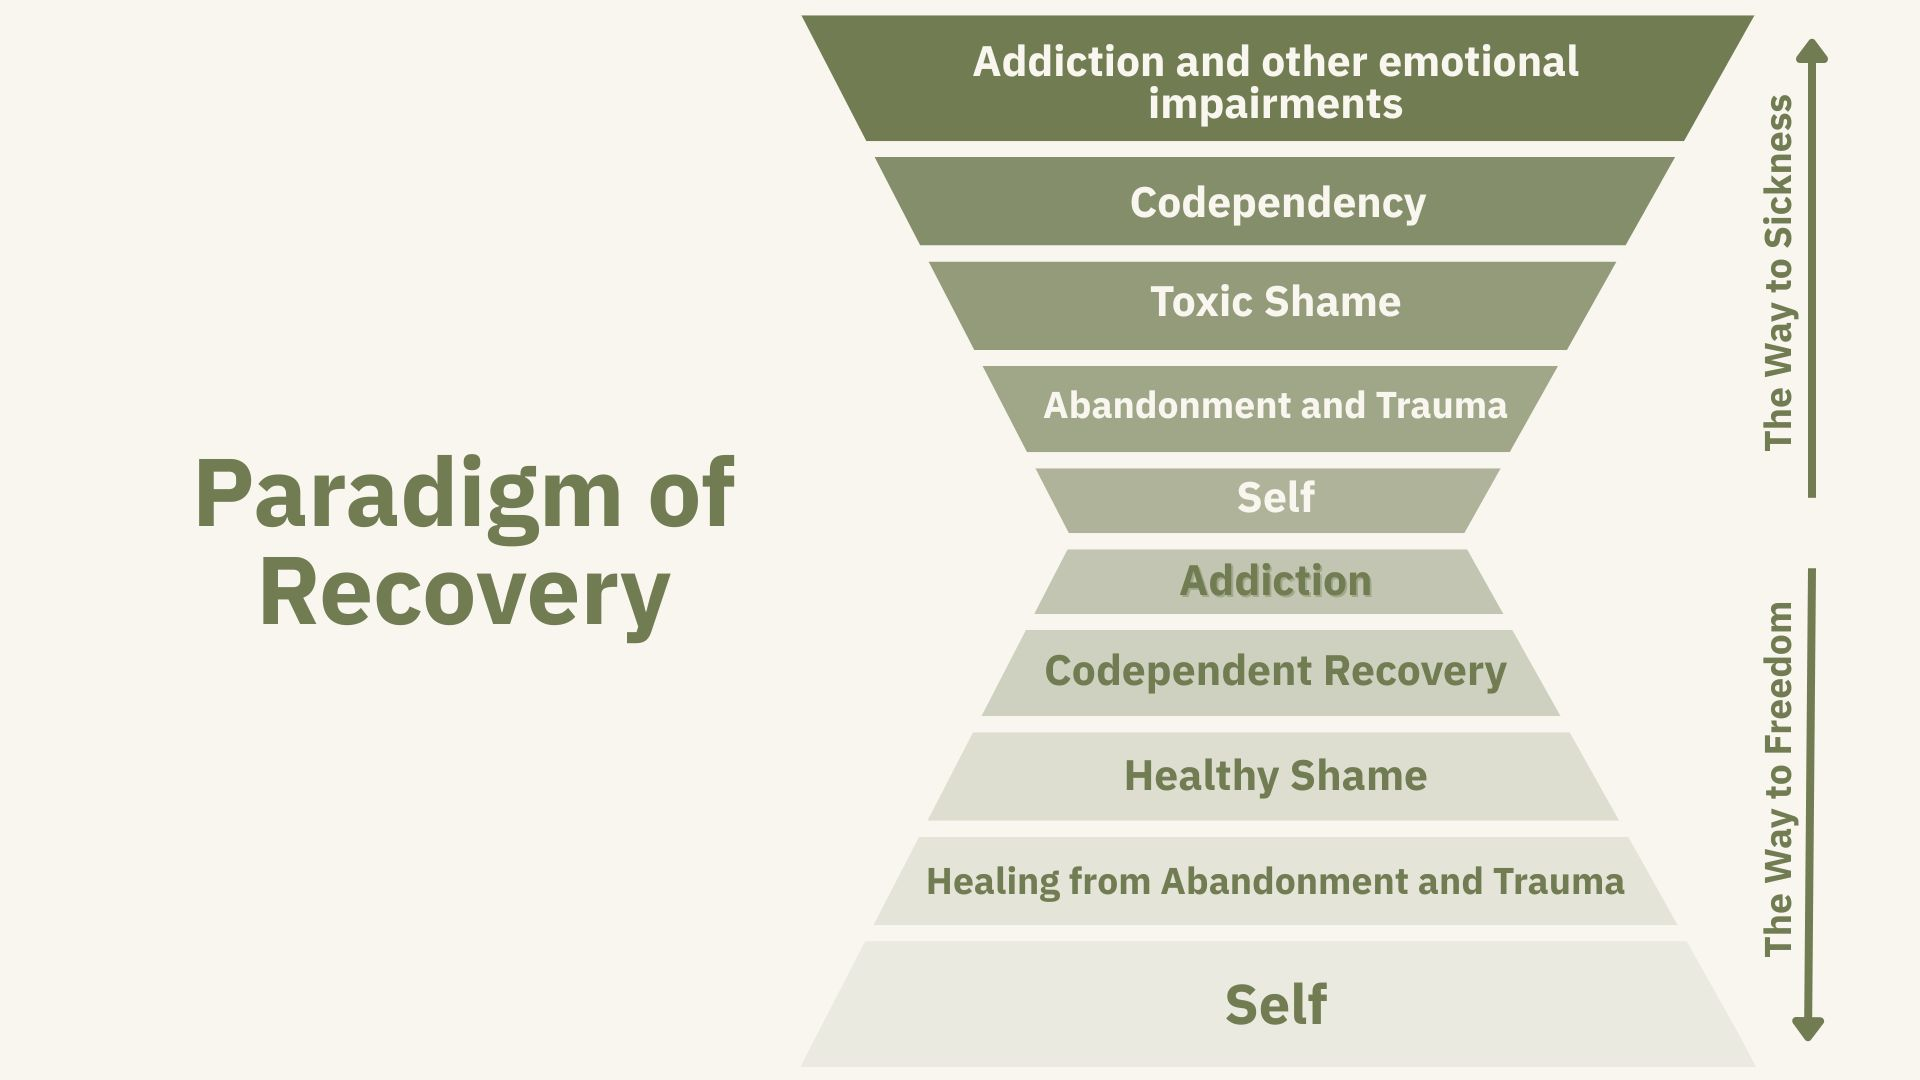 Paradigm of
Recovery
Addiction and other emotional
impairments
Codependency
Toxic Shame
Abandonment and Trauma
Self
Addiction
Codependent Recovery
Healthy Shame
Healing from Abandonment and Trauma
Self
The Way to Sickness
The Way to Freedom